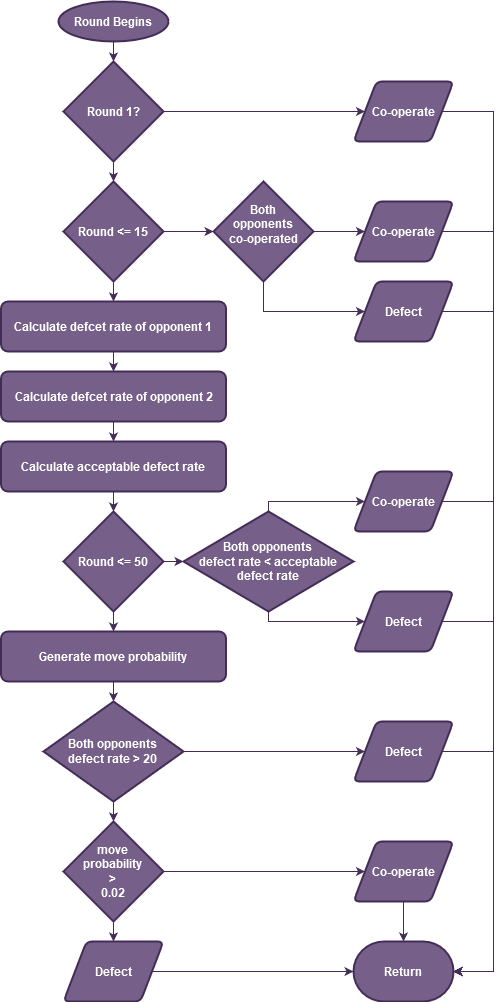 Round Begins
Round 1?
Co-operate
Round <= 15
Both
opponents
co-operated
Co-operate
Defect
Calculate defcet rate of opponent 1
Calculate defcet rate of opponent 2
Calculate acceptable defect rate
Co-operate
Round <= 50
Both opponents
defect rate < acceptable
defect rate
Defect
Generate move probability
Both opponents
defect rate > 20
Defect
move
probability
>
0.02
Co-operate
Defect
Return